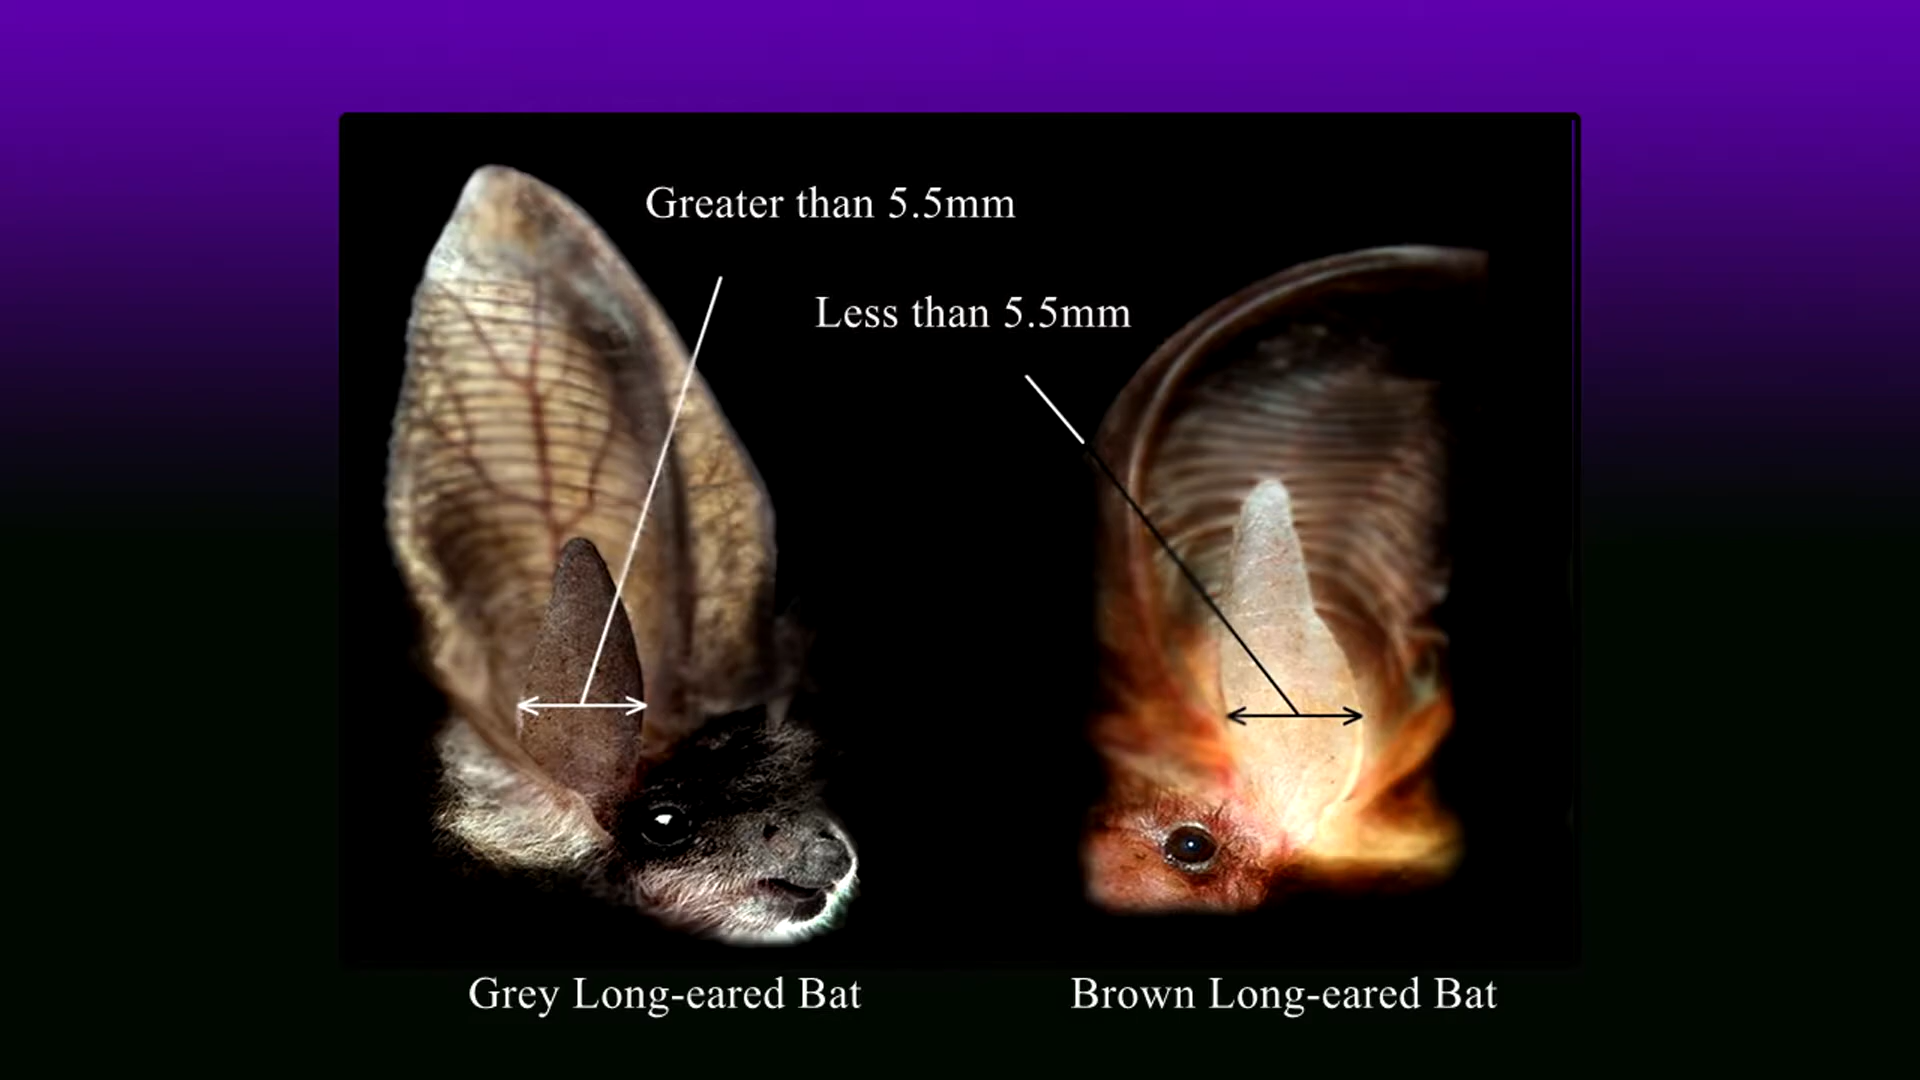 Greater than 5.5mm
Less than 5.5mm
Grey Long-eared Bat
Brown Long-eared Bat